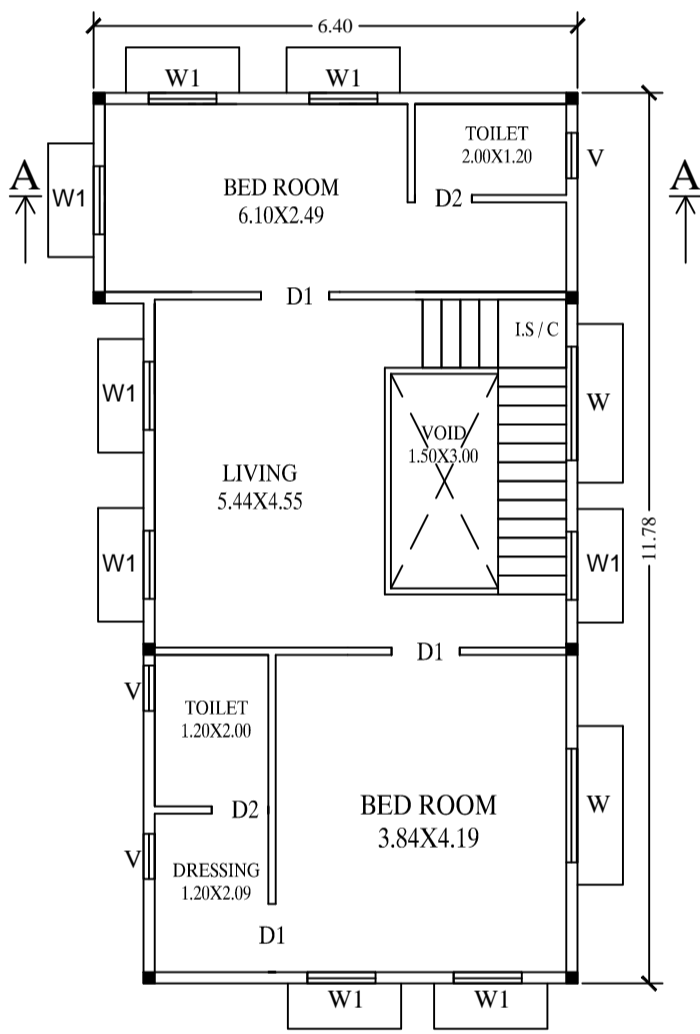 6.40
W1
W1
TOILET
2.00X1.20
V
A
W1
A
BED ROOM
6.10X2.49
D2
D1
I.S / C
W1
W
VOID
1.50X3.00
LIVING
5.44X4.55
11.78
W1
W1
D1
V
TOILET
1.20X2.00
D2
BED ROOM
3.84X4.19
W
V
DRESSING
1.20X2.09
D1
W1
W1